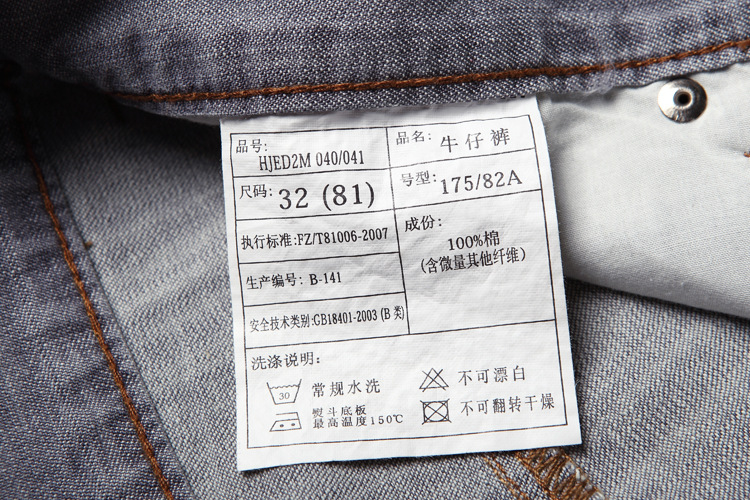 品号:
HJED2M 040/041
品名:
牛仔裤
尺码:
32 (81)
号型:
175/82A
执行标准:FZ/T81006-2007
成份:
100%棉
(含微量其他纤维)
生产编号: B-141
安全技术类别:GB18401-2003 (B 类)
洗涤说明:
30
常规水洗
不可漂白
熨斗底板
最高温度150℃
不可翻转干燥